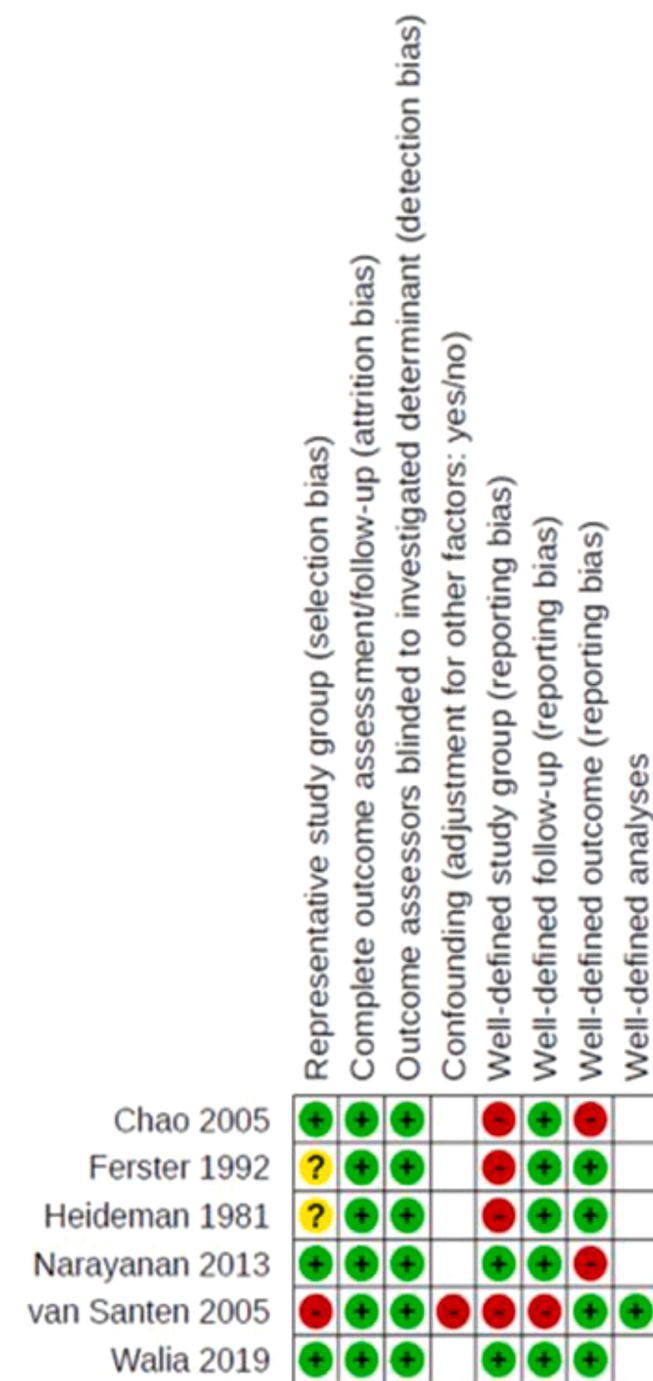 Representative study group (selection bias)
Complete outcome assessment/follow-up (attrition bias)
Outcome assessors blinded to investigated determinant (detection bias)
Confounding (adjustment for other factors: yes/no)
Well-defined study group (reporting bias)
Well-defined follow-up (reporting bias)
Well-defined outcome (reporting bias)
Well-defined analyses
Chao 2005 + + + - + -
Ferster 1992 ? + + - + +
Heideman 1981 ? + + - + +
Narayanan 2013 + + + + + -
van Santen 2005 - + + - - - + +
Walia 2019 + + + + + +